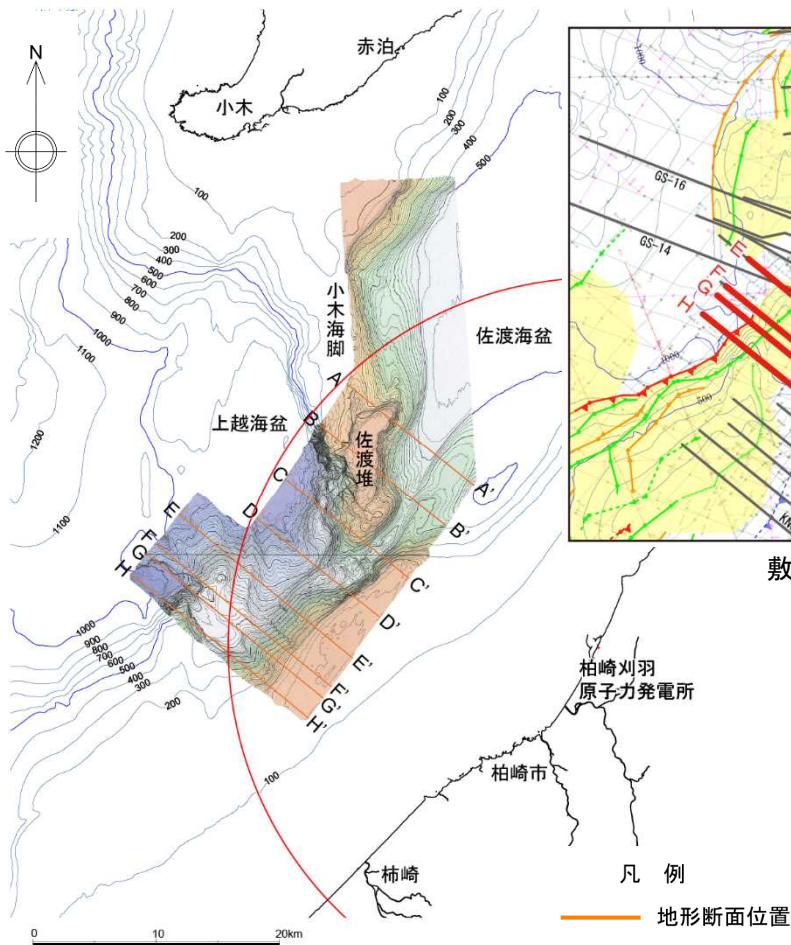 N
赤泊
小木
100
200
300
400
500
100
200
300
400
500
600
700
800
1000
1100
1200
1100
小木海脚
佐渡海盆
上越海盆
佐渡堆
A
B
C
D
E
F
G
H
A'
B'
C'
D'
E'
F'
G'
H'
1000
900
800
700
600
500
400
300
200
100
柏崎刈羽
原子力発電所
柏崎市
柿崎
0 10 20km
凡 例
地形断面位置
1000
GS-16
GS-14
E
F
G
H
1000
500
敷